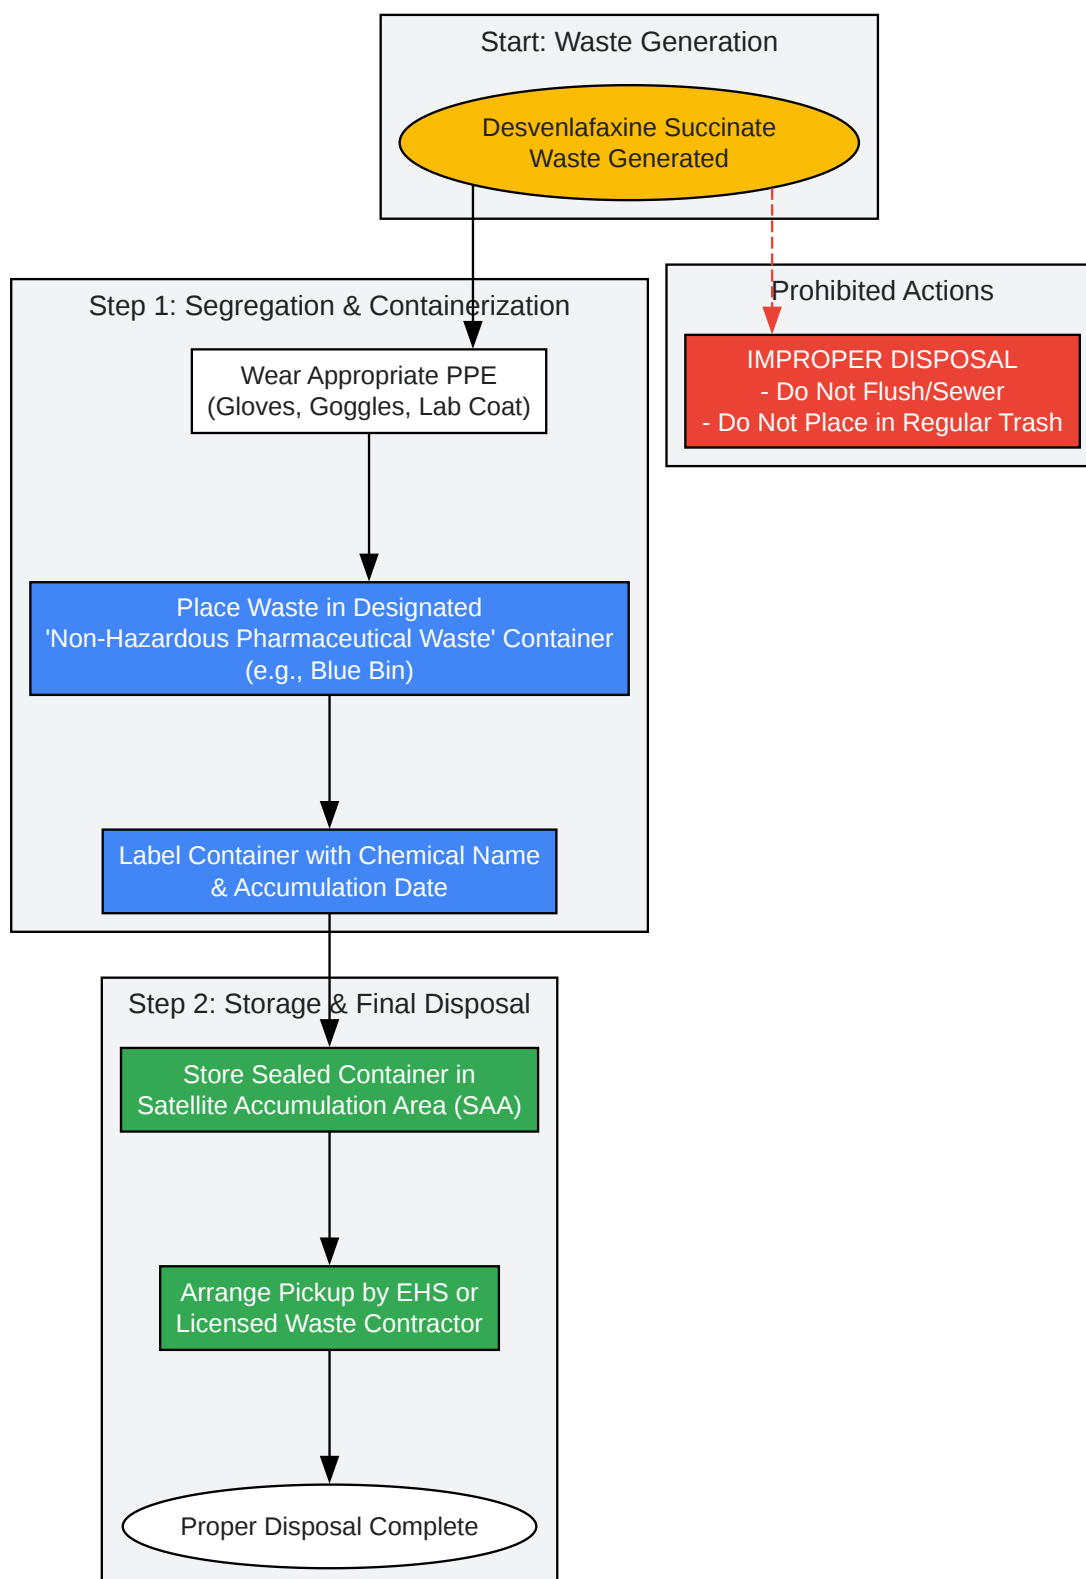 Start: Waste Generation
Desvenlafaxine Succinate
Waste Generated
Step 1: Segregation & Containerization
Wear Appropriate PPE
(Gloves, Goggles, Lab Coat)
Place Waste in Designated
'Non-Hazardous Pharmaceutical Waste' Container
(e.g., Blue Bin)
Label Container with Chemical Name
& Accumulation Date
Prohibited Actions
IMPROPER DISPOSAL
- Do Not Flush/Sewer
- Do Not Place in Regular Trash
Step 2: Storage & Final Disposal
Store Sealed Container in
Satellite Accumulation Area (SAA)
Arrange Pickup by EHS or
Licensed Waste Contractor
Proper Disposal Complete